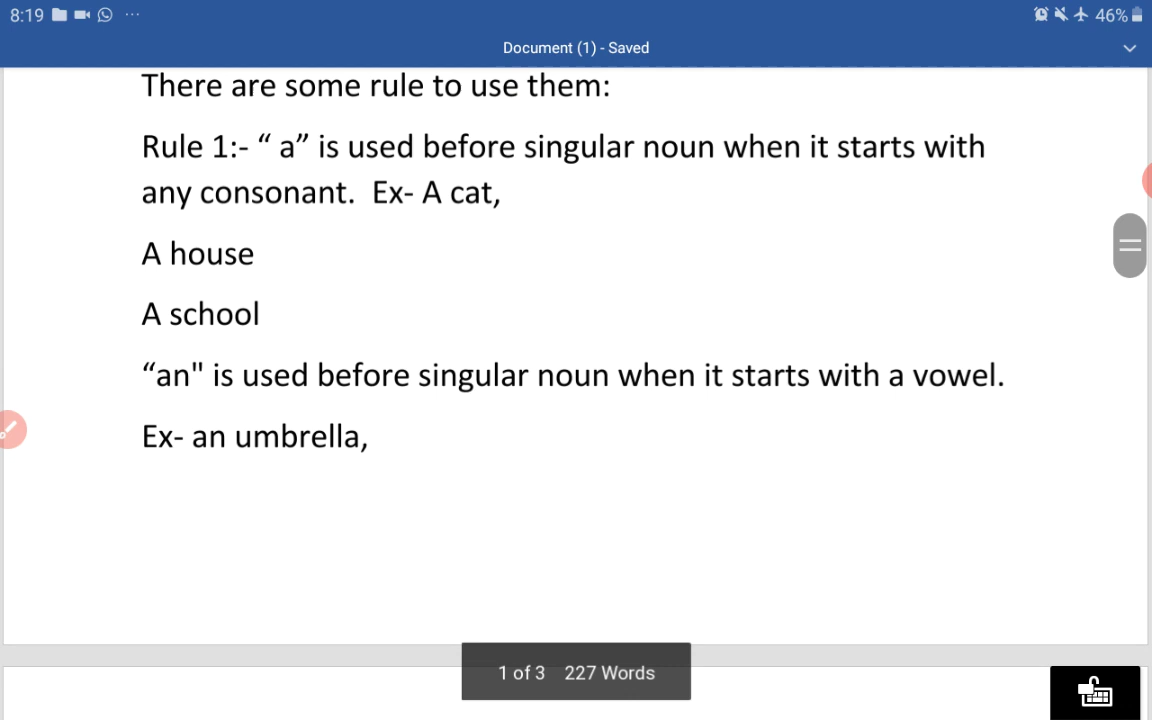 8:19 ... 46%
Document (1) - Saved
There are some rule to use them:
Rule 1:- “ a” is used before singular noun when it starts with
any consonant.  Ex- A cat,
A house
A school
“an" is used before singular noun when it starts with a vowel.
Ex- an umbrella,
1 of 3 227 Words